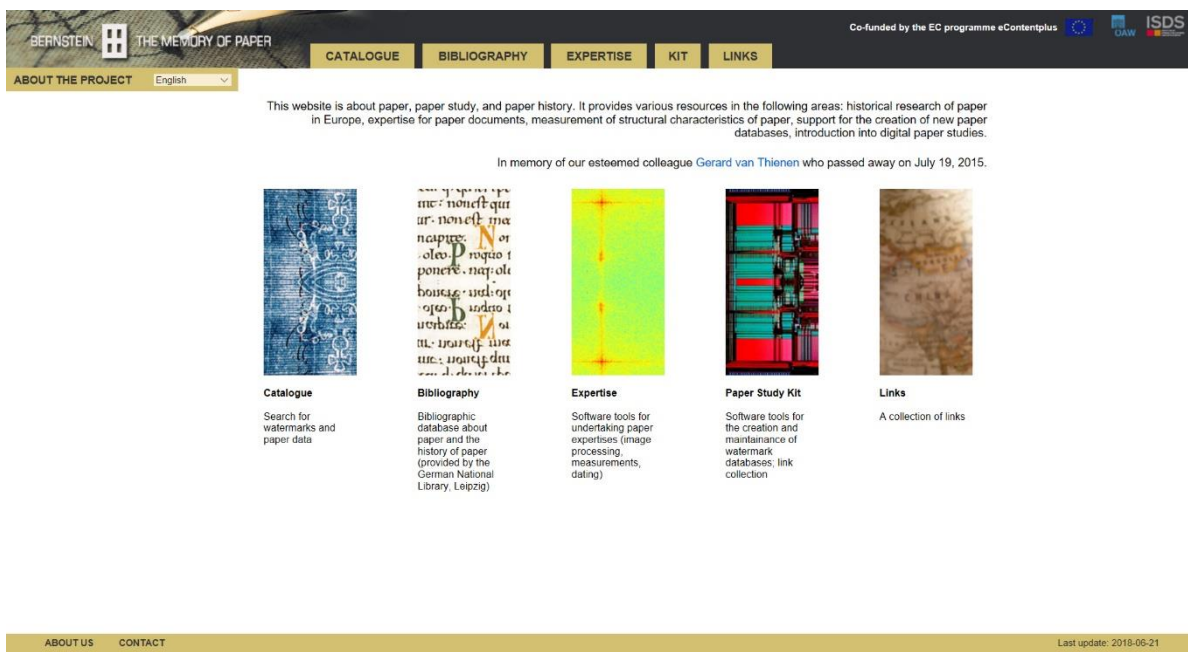 BERNSTEIN THE MEMORY OF PAPER
Co-funded by the EC programme eContentplus
OAW
ISDS
CATALOGUE BIBLIOGRAPHY EXPERTISE KIT LINKS
ABOUT THE PROJECT English
This website is about paper, paper study, and paper history. It provides various resources in the following areas: historical research of paper
in Europe, expertise for paper documents, measurement of structural characteristics of paper, support for the creation of new paper
databases, introduction into digital paper studies.
In memory of our esteemed colleague Gerard van Thienen who passed away on July 19, 2015.
Catalogue
Search for
watermarks and
paper data
Bibliography
Bibliographic
database about
paper and the
history of paper
(provided by the
German National
Library, Leipzig)
Expertise
Software tools for
undertaking paper
expertises (image
processing,
measurements,
dating)
Paper Study Kit
Software tools for
the creation and
maintainance of
watermark
databases; link
collection
Links
A collection of links
ABOUT US CONTACT
Last update: 2018-06-21